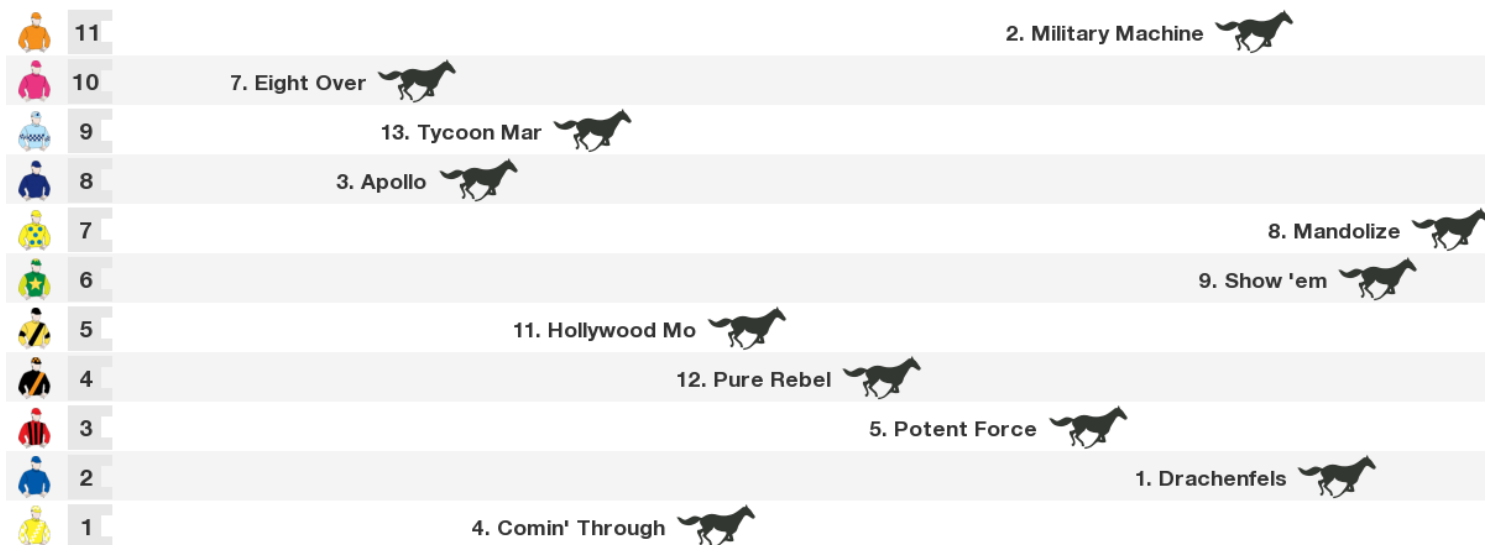 11 2. Military Machine
10 7. Eight Over
9 13. Tycoon Mar
8 3. Apollo
7 8. Mandolize
6 9. Show 'em
5 11. Hollywood Mo
4 12. Pure Rebel
3 5. Potent Force
2 1. Drachenfels
1 4. Comin' Through